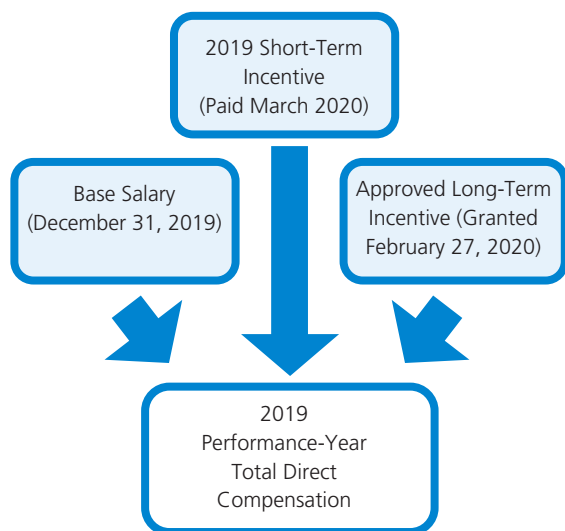 2019 Short-Term
Incentive
(Paid March 2020)
Base Salary
(December 31, 2019)
Approved Long-Term
Incentive (Granted
February 27, 2020)
2019
Performance-Year
Total Direct
Compensation